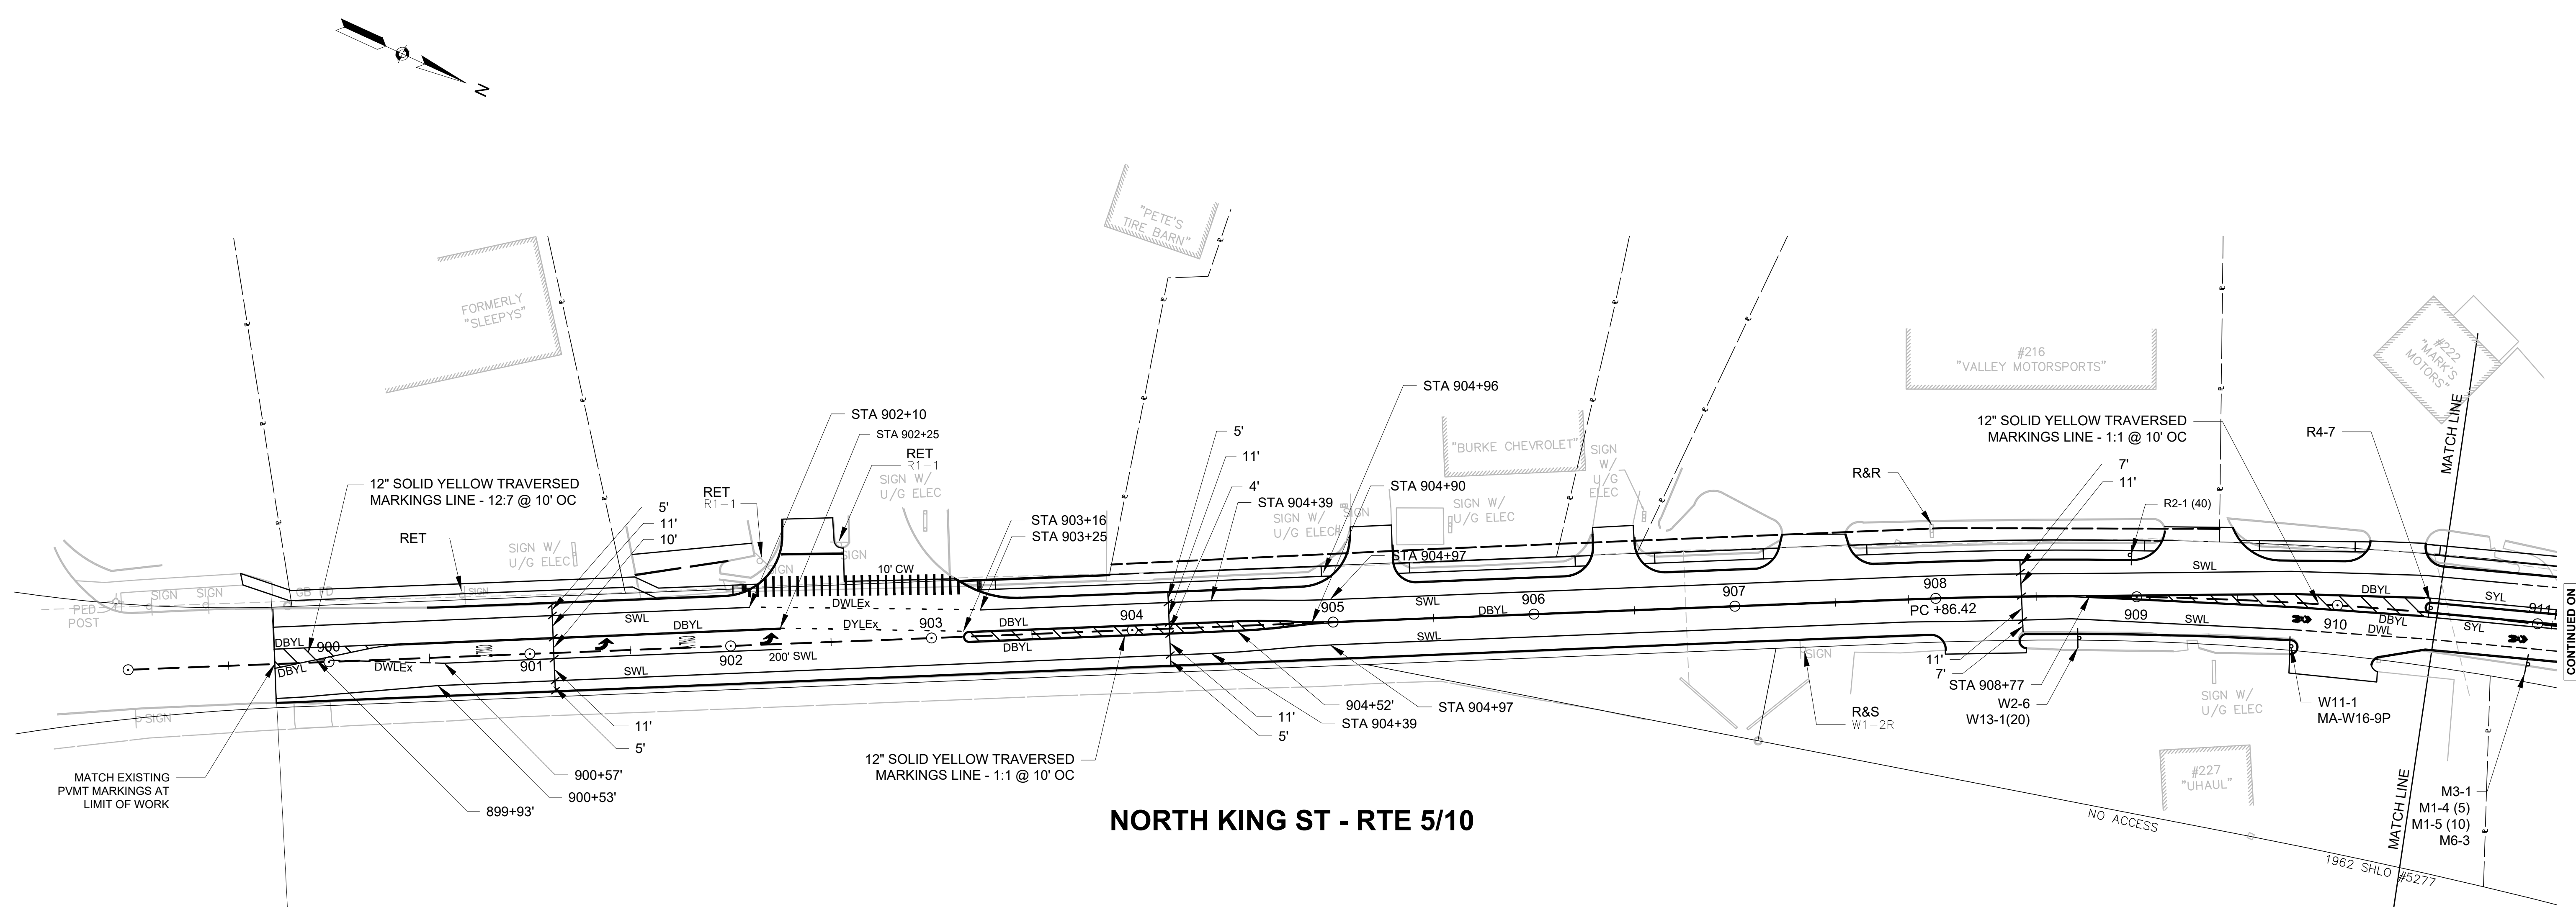 N
"PETE'S
TIRE BARN"
FORMERLY
"SLEEPYS"
#216
"VALLEY MOTORSPORTS"
#222
"MARK'S
MOTORS"
MATCH LINE
STA 904+96
STA 902+10
STA 902+25
RET
R1-1
SIGN W/
U/G ELEC
5'
11'
4'
STA 904+39
"BURKE CHEVROLET"
SIGN
W/
U/G
ELEC
12" SOLID YELLOW TRAVERSED
MARKINGS LINE - 1:1 @ 10' OC
R4-7
R&R
7'
11'
R2-1 (40)
12" SOLID YELLOW TRAVERSED
MARKINGS LINE - 12:7 @ 10' OC
RET
R1-1
5'
11'
10'
RET
SIGN W/
U/G ELEC
SIGN
SIGN
STA 903+16
STA 903+25
STA 904+90
SIGN W/
U/G ELEC
SIGN
SIGN W/
U/G ELEC
STA 904+97
10' CW
PED
POST
SIGN
SIGN
GB FD
SIGN
SWL
DWLEx
DYLEx
DBYL
DBYL
900
DBYL
DWLEx
901
902
200' SWL
903
SWL
DBYL
DBYL
904
905
SWL
SWL
DBYL
906
907
908
PC +86.42
909
SWL
SWL
DBYL
DBYL
910
DWL
SYL
SYL
911
CONTINUED ON
SIGN
SIGN
R&S
W1-2R
11'
7'
STA 908+77
W2-6
W13-1(20)
W11-1
MA-W16-9P
SIGN W/
U/G ELEC
#227
"UHAUL"
11'
5'
900+57'
900+53'
899+93'
MATCH EXISTING
PVMT MARKINGS AT
LIMIT OF WORK
12" SOLID YELLOW TRAVERSED
MARKINGS LINE - 1:1 @ 10' OC
904+52'
11'
STA 904+39
5'
STA 904+97
NORTH KING ST - RTE 5/10
MATCH LINE
M3-1
M1-4 (5)
M1-5 (10)
M6-3
NO ACCESS
1962 SHLO #5277